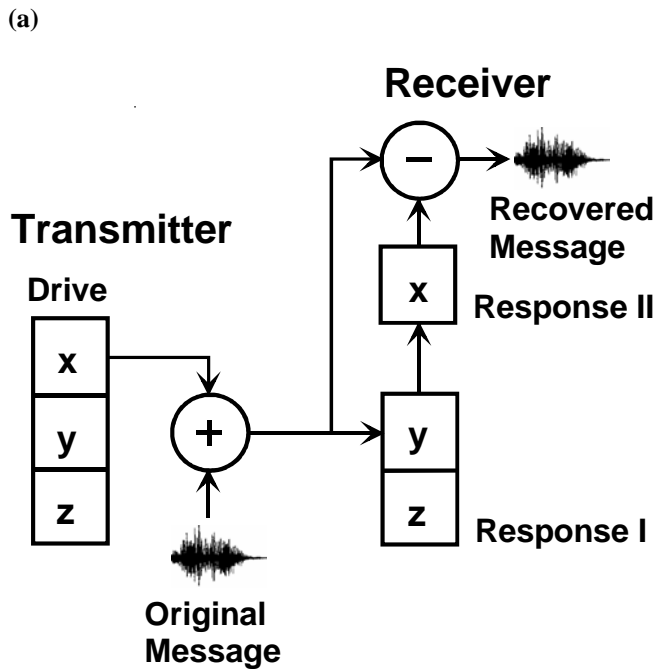 (a)
Receiver
−
Recovered
Message
Transmitter
Drive
x
x
Response II
+
y
y
z
z
Response I
Original
Message